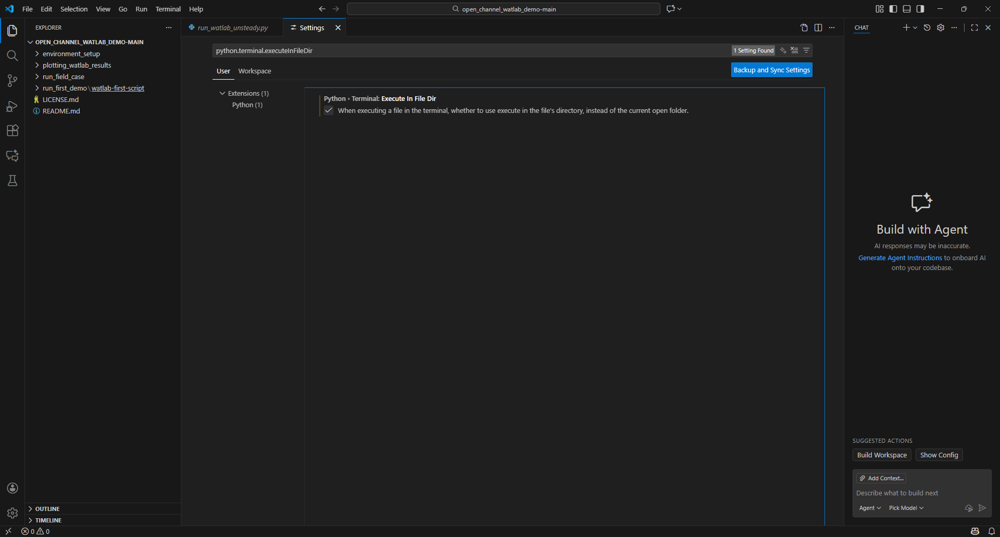 File Edit Selection View Go Run Terminal Help
open_channel_watlab_demo-main
EXPLORER
OPEN_CHANNEL_WATLAB_DEMO-MAIN
environment_setup
plotting_watlab_results
run_field_case
run_first_demo\watlab-first-script
LICENSE.md
README.md
OUTLINE
TIMELINE
run_watlab_unsteady.py
Settings
python.terminal.executeInFileDir
1 Setting Found
User Workspace
Backup and Sync Settings
Extensions (1)
Python (1)
Python › Terminal: Execute In File Dir
When executing a file in the terminal, whether to use execute in the file's directory, instead of the current open folder.
CHAT
Build with Agent
AI responses may be inaccurate.
Generate Agent Instructions to onboard AI
onto your codebase.
SUGGESTED ACTIONS
Build Workspace Show Config
Add Context...
Describe what to build next
Agent Pick Model
0 0